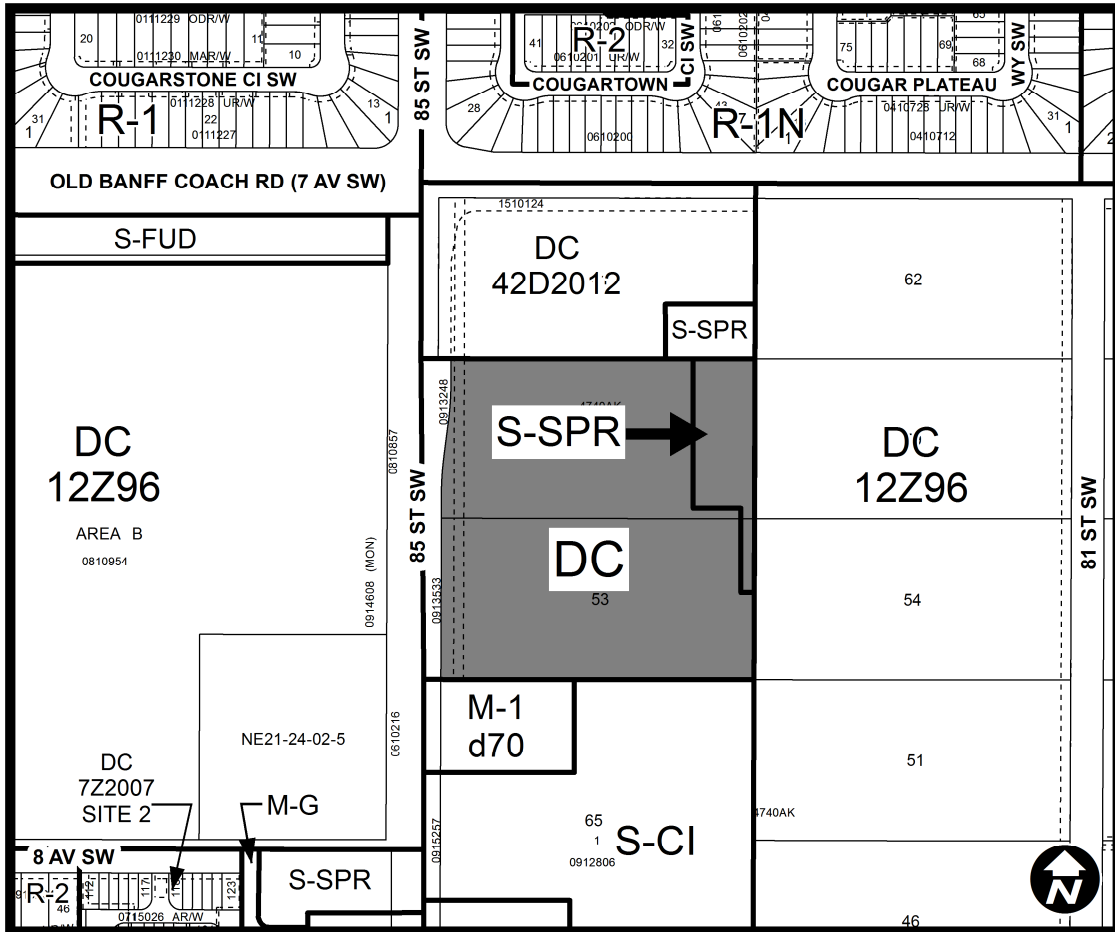 0111229 ODR/W
20
11
10
0111230 MAR/W
COUGARSTONE CI SW
0111228 UR/W
22
0111227
31
1
13
1
R-1
85 ST SW
R-2
41
32
0610201 UR/W
CI SW
COUGARTOWN
28
0610200
R-1N
1
75
69
68
WY SW
COUGAR PLATEAU
0410723 UR/W
0410712
31
1
OLD BANFF COACH RD (7 AV SW)
S-FUD
1510124
DC
42D2012
S-SPR
62
0913248
4740AK
S-SPR
DC
12Z96
AREA B
0810954
0810857
85 ST SW
0914608 (MON)
0913533
DC
53
DC
12Z96
54
81 ST SW
M-1
d70
NE21-24-02-5
0610216
51
DC
7Z2007
SITE 2
M-G
4740AK
65
1
0912806
S-CI
0915257
8 AV SW
R-2
46
112
117
123
0715026 AR/W
S-SPR
46
N